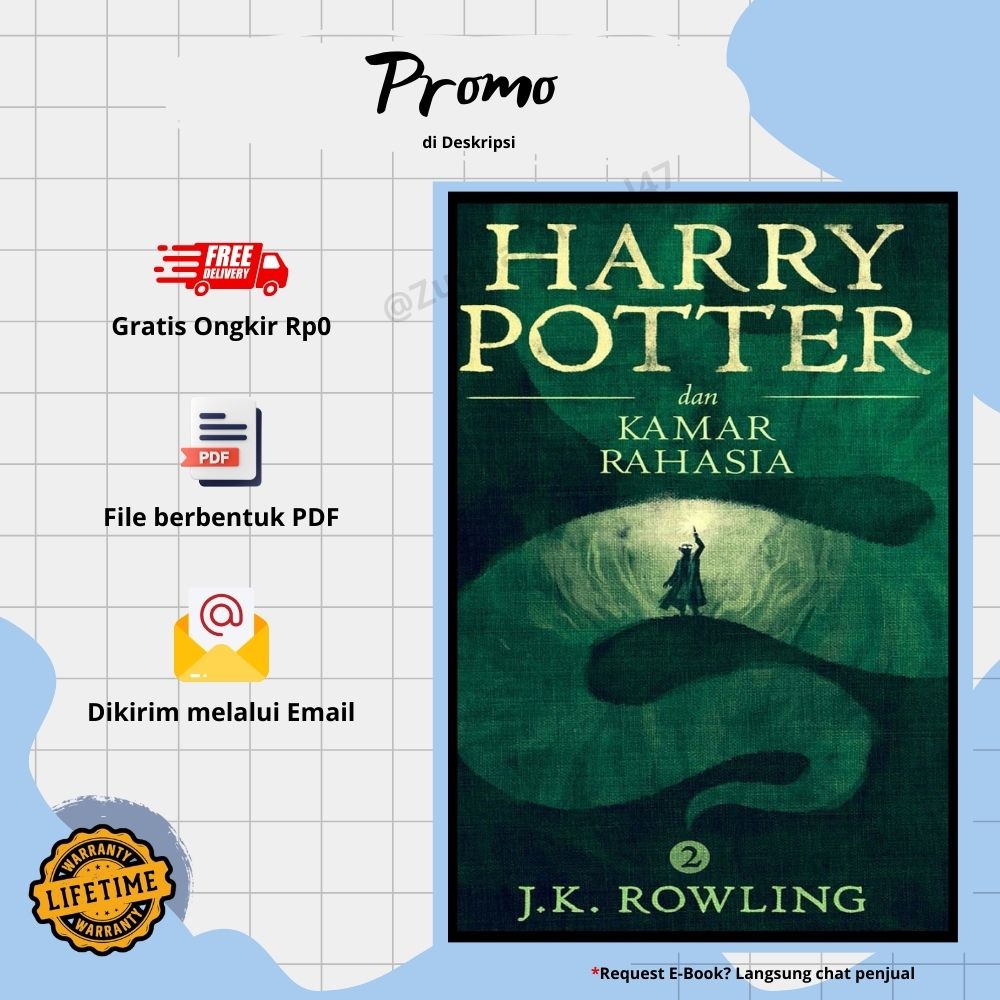 Promo
di Deskripsi
FREE
DELIVERY
Gratis Ongkir Rp0
PDF
File berbentuk PDF
@
Dikirim melalui Email
WARRANTY
LIFETIME
WARRANTY
HARRY
POTTER
dan
KAMAR
RAHASIA
2
J.K. ROWLING
*Request E-Book? Langsung chat penjual